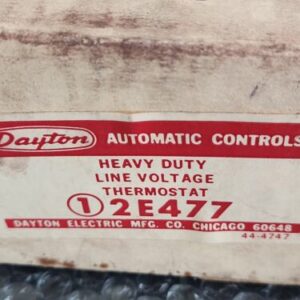 Dayton AUTOMATIC CONTROLS
HEAVY DUTY
LINE VOLTAGE
THERMOSTAT
① 2E477
DAYTON ELECTRIC MFG. CO. CHICAGO 60648
44-4747